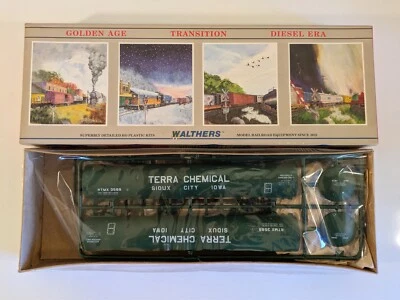 GOLDEN AGE TRANSITION DIESEL ERA
SUPERBLY DETAILED HO PLASTIC KITS WALTHERS MODEL RAILROAD EQUIPMENT SINCE 1932
TERRA CHEMICAL
SIOUX CITY IOWA
TERRA CHEMICAL
SIOUX CITY IOWA